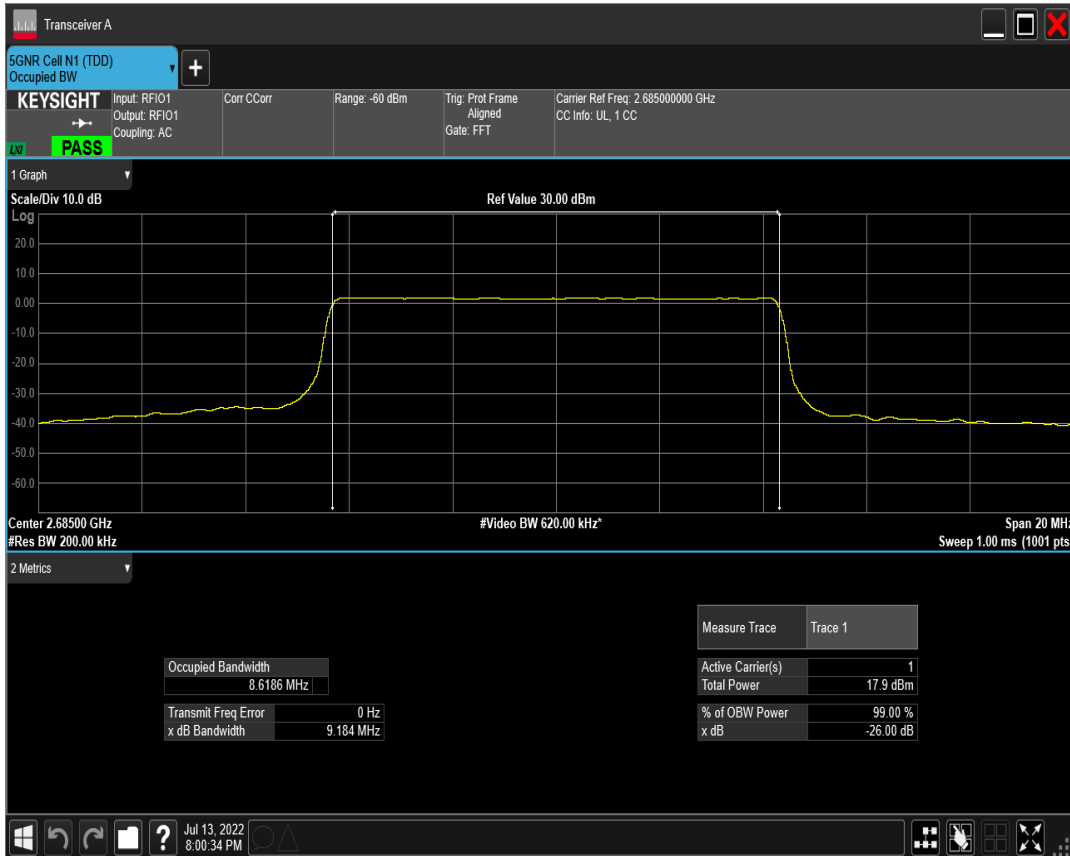 Transceiver A
5GNR Cell N1 (TDD)
Occupied BW
+
KEYSIGHT
LXI
PASS
Input: RFIO1
Output: RFIO1
Coupling: AC
Corr CCorr
Range: -60 dBm
Trig: Prot Frame
Aligned
Gate: FFT
Carrier Ref Freq: 2.685000000 GHz
CC Info: UL, 1 CC
1 Graph
Scale/Div 10.0 dB
Ref Value 30.00 dBm
Log
20.0
10.0
0.00
-10.0
-20.0
-30.0
-40.0
-50.0
-60.0
Center 2.68500 GHz
#Video BW 620.00 kHz*
Span 20 MHz
#Res BW 200.00 kHz
Sweep 1.00 ms (1001 pts
2 Metrics
Measure Trace Trace 1
Occupied Bandwidth
8.6186 MHz
Active Carrier(s) 1
Total Power 17.9 dBm
Transmit Freq Error 0 Hz
x dB Bandwidth 9.184 MHz
% of OBW Power 99.00 %
x dB -26.00 dB
?
Jul 13, 2022
8:00:34 PM